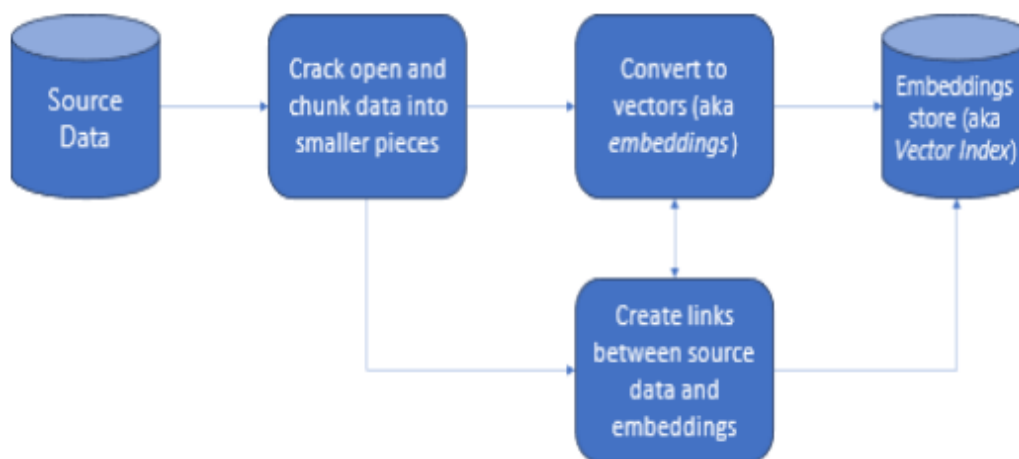 Source
Data
Crack open and
chunk data into
smaller pieces
Convert to
vectors (aka
embeddings)
Embeddings
store (aka
Vector Index)
Create links
between source
data and
embeddings